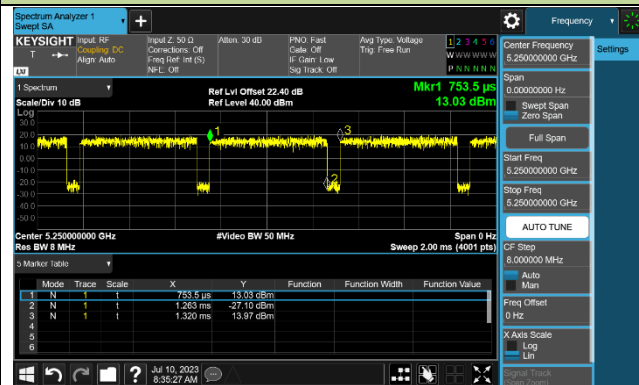 Spectrum Analyzer 1
Swept SA
Frequency
KEYSIGHT
Input: RF
Coupling: DC
Align: Auto
Input Z: 50 Ω
Corrections: Off
Freq Ref: Int (S)
NFE: Off
Atten: 30 dB
PNO: Fast
Gate: Off
IF Gain: Low
Sig Track: Off
Avg Type: Voltage
Trig: Free Run
1 2 3 4 5 6
W W W W W W
P N N N N N
T
LXI
1 Spectrum
Scale/Div 10 dB
Ref Lvl Offset 22.40 dB
Ref Level 40.00 dBm
Mkr1 753.5 µs
13.03 dBm
Log
30.0
20.0
10.0
0.00
-10.0
-20.0
-30.0
-40.0
-50.0
1
2
3
Center 5.250000000 GHz
Res BW 8 MHz
#Video BW 50 MHz
Span 0 Hz
Sweep 2.00 ms (4001 pts)
5 Marker Table
Mode Trace Scale X Y Function Function Width Function Value
1 N 1 t 753.5 µs 13.03 dBm
2 N 1 t 1.263 ms -27.10 dBm
3 N 1 t 1.320 ms 13.97 dBm
4
5
6
Jul 10, 2023
8:35:27 AM
Center Frequency
5.250000000 GHz
Settings
Span
0.00000000 Hz
Swept Span
Zero Span
Full Span
Start Freq
5.250000000 GHz
Stop Freq
5.250000000 GHz
AUTO TUNE
CF Step
8.000000 MHz
Auto
Man
Freq Offset
0 Hz
X Axis Scale
Log
Lin
Signal Track
(Span Zoom)